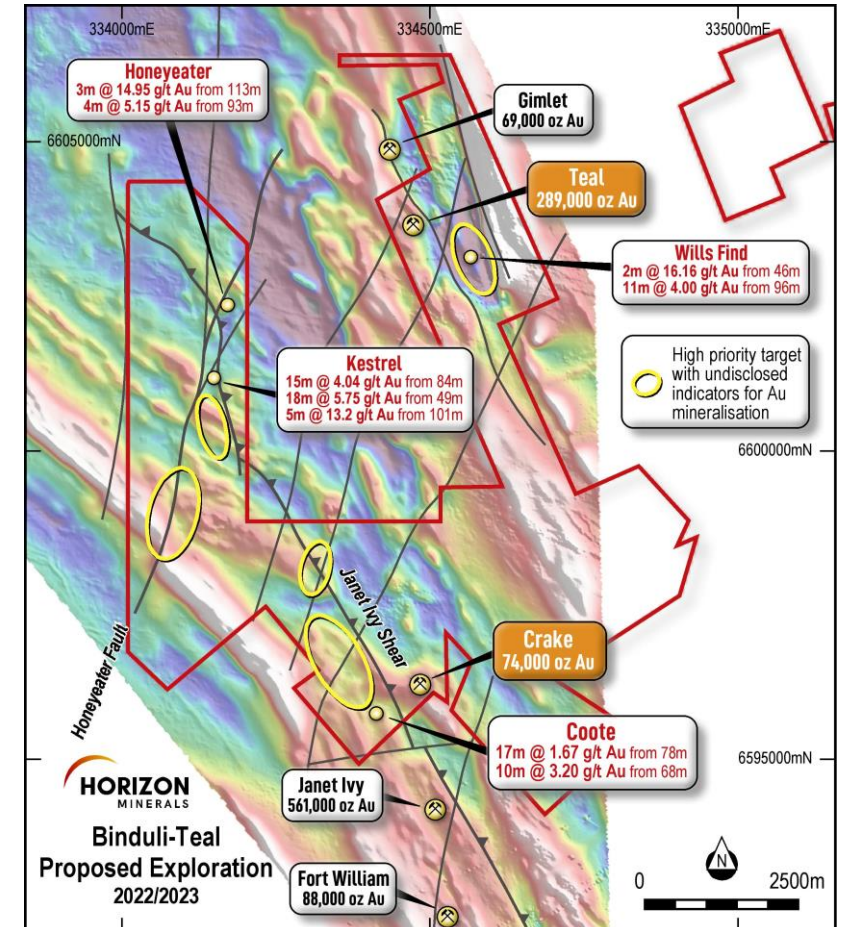 334000mE
334500mE
335000mE
Honeyeater
3m @ 14.95 g/t Au from 113m
4m @ 5.15 g/t Au from 93m
Gimlet
69,000 oz Au
6605000mN
Teal
289,000 oz Au
Wills Find
2m @ 16.16 g/t Au from 46m
11m @ 4.00 g/t Au from 96m
Kestrel
15m @ 4.04 g/t Au from 84m
18m @ 5.75 g/t Au from 49m
5m @ 13.2 g/t Au from 101m
High priority target
with undisclosed
indicators for Au
mineralisation
6600000mN
Janet Ivy Shear
Honeyeater Fault
Crake
74,000 oz Au
Coote
17m @ 1.67 g/t Au from 78m
10m @ 3.20 g/t Au from 68m
6595000mN
HORIZON
MINERALS
Janet Ivy
561,000 oz Au
Binduli-Teal
Proposed Exploration
2022/2023
Fort William
88,000 oz Au
N
0 2500m